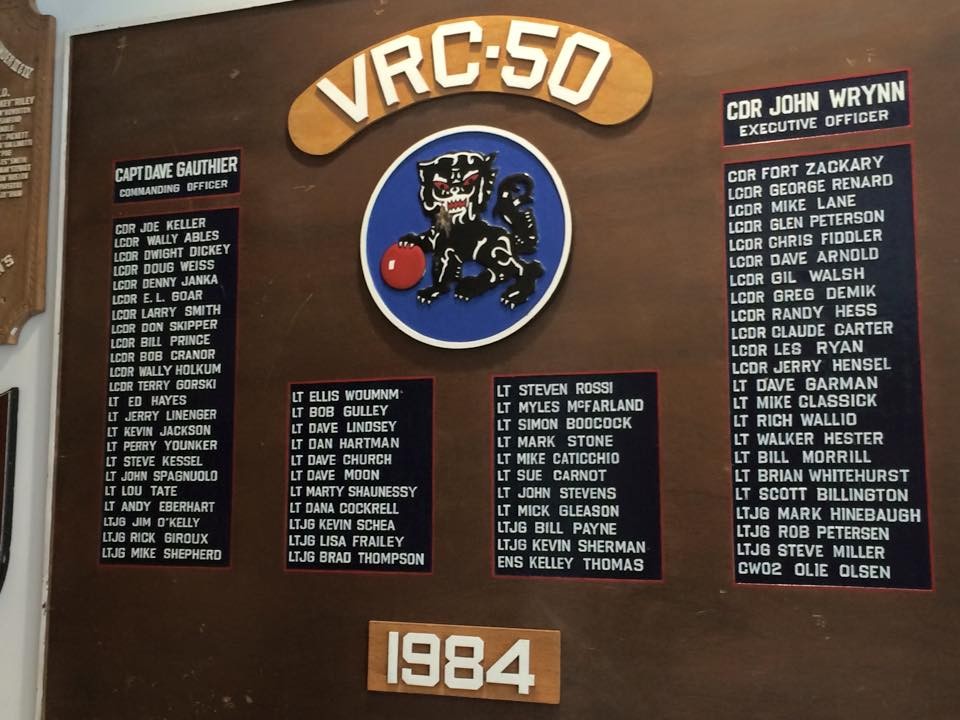 VRC-50
CAPT DAVE GAUTHIER
COMMANDING OFFICER
CDR JOE KELLER
LCDR WALLY ABLES
LCDR DWIGHT DICKEY
LCDR DOUG WEISS
LCDR DENNY JANKA
LCDR E. L. GOAR
LCDR LARRY SMITH
LCDR DON SKIPPER
LCDR BILL PRINCE
LCDR BOB CRANOR
LCDR WALLY HOLKUM
LCDR TERRY GORSKI
LT ED HAYES
LT JERRY LINENGER
LT KEVIN JACKSON
LT PERRY YOUNKER
LT STEVE KESSEL
LT JOHN SPAGNUOLO
LT LOU TATE
LT ANDY EBERHART
LTJG JIM O'KELLY
LTJG RICK GIROUX
LTJG MIKE SHEPHERD
LT ELLIS WOUMNM
LT BOB GULLEY
LT DAVE LINDSEY
LT DAN HARTMAN
LT DAVE CHURCH
LT DAVE MOON
LT MARTY SHAUNESSY
LT DANA COCKRELL
LTJG KEVIN SCHEA
LTJG LISA FRAILEY
LTJG BRAD THOMPSON
LT STEVEN ROSSI
LT MYLES McFARLAND
LT SIMON BODCOCK
LT MARK STONE
LT MIKE CATICCHIO
LT SUE CARNOT
LT JOHN STEVENS
LT MICK GLEASON
LTJG BILL PAYNE
LTJG KEVIN SHERMAN
ENS KELLEY THOMAS
CDR JOHN WRYNN
EXECUTIVE OFFICER
CDR FORT ZACKARY
LCDR GEORGE RENARD
LCDR MIKE LANE
LCDR GLEN PETERSON
LCDR CHRIS FIDDLER
LCDR DAVE ARNOLD
LCDR GIL WALSH
LCDR GREG DEMIK
LCDR RANDY HESS
LCDR CLAUDE CARTER
LCDR LES RYAN
LCDR JERRY HENSEL
LT DAVE GARMAN
LT MIKE CLASSICK
LT RICH WALLIO
LT WALKER HESTER
LT BILL MORRILL
LT BRIAN WHITEHURST
LT SCOTT BILLINGTON
LTJG MARK HINEBAUGH
LTJG ROB PETERSEN
LTJG STEVE MILLER
CWO2 OLIE OLSEN
1984